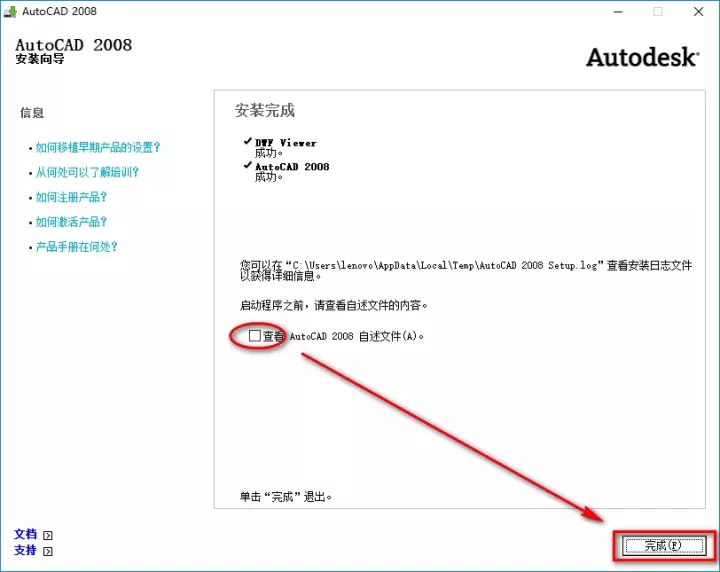 AutoCAD 2008
AutoCAD 2008
安装向导
Autodesk
信息
如何移植早期产品的设置?
从何处可以了解培训?
如何注册产品?
如何激活产品?
产品手册在何处?
安装完成
DWF Viewer
成功。
AutoCAD 2008
成功。
您可以在“C:\Users\lenovo\AppData\Local\Temp\AutoCAD 2008 Setup.log”查看安装日志文件
以获得详细信息。
启动程序之前，请查看自述文件的内容。
查看 AutoCAD 2008 自述文件(A)。
单击“完成”退出。
文档
支持
完成(F)